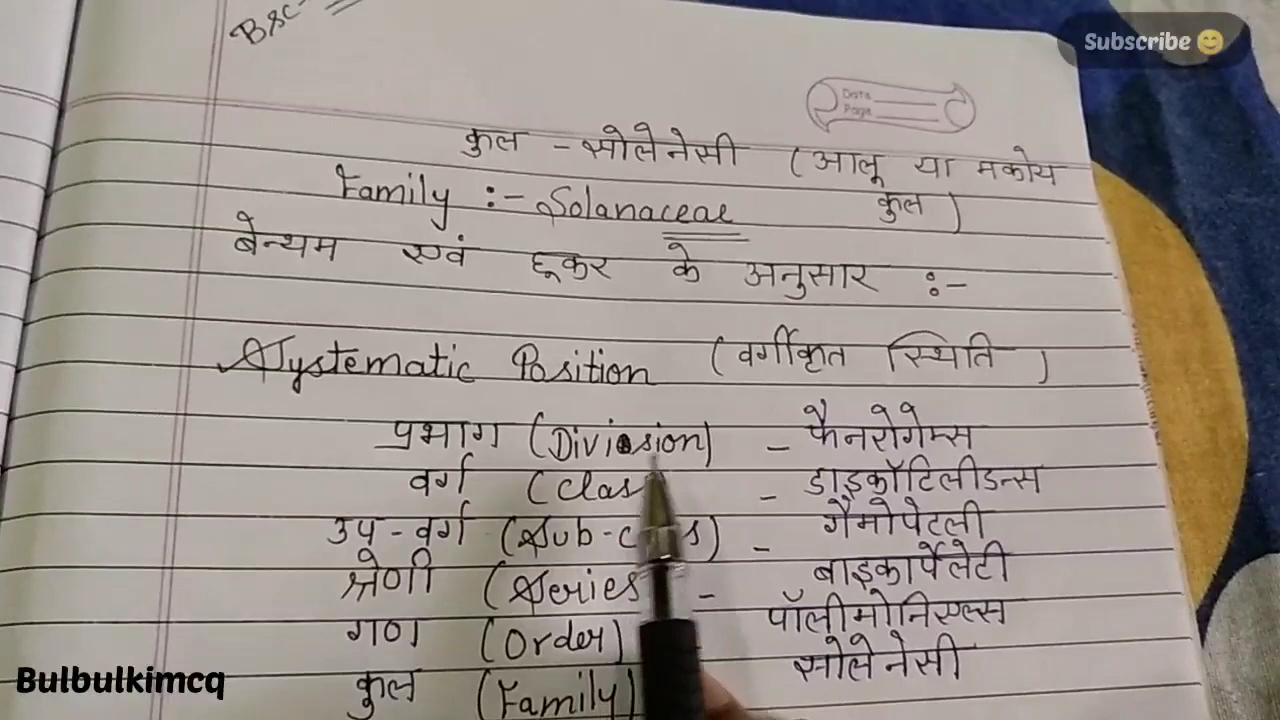 BSC-
Subscribe 😊
Date
Page
कुल - सोलेनेसी (आलू या मकोय
कुल)
Family :- Solanaceae
बेन्थम एवं हूकर के अनुसार :-
Systematic Position (वर्गीकृत स्थिति)
प्रभाग (Division) - फैनरोगेम्स
वर्ग (Class - डाइकॉटिलीडन्स
उप-वर्ग (Sub-class) - गैमोपेटली
श्रेणी (Series - बाइकार्पेलेटी
गण (Order) पॉलीमोनिएल्स
कुल (Family) सोलेनेसी
Bulbulkimcq